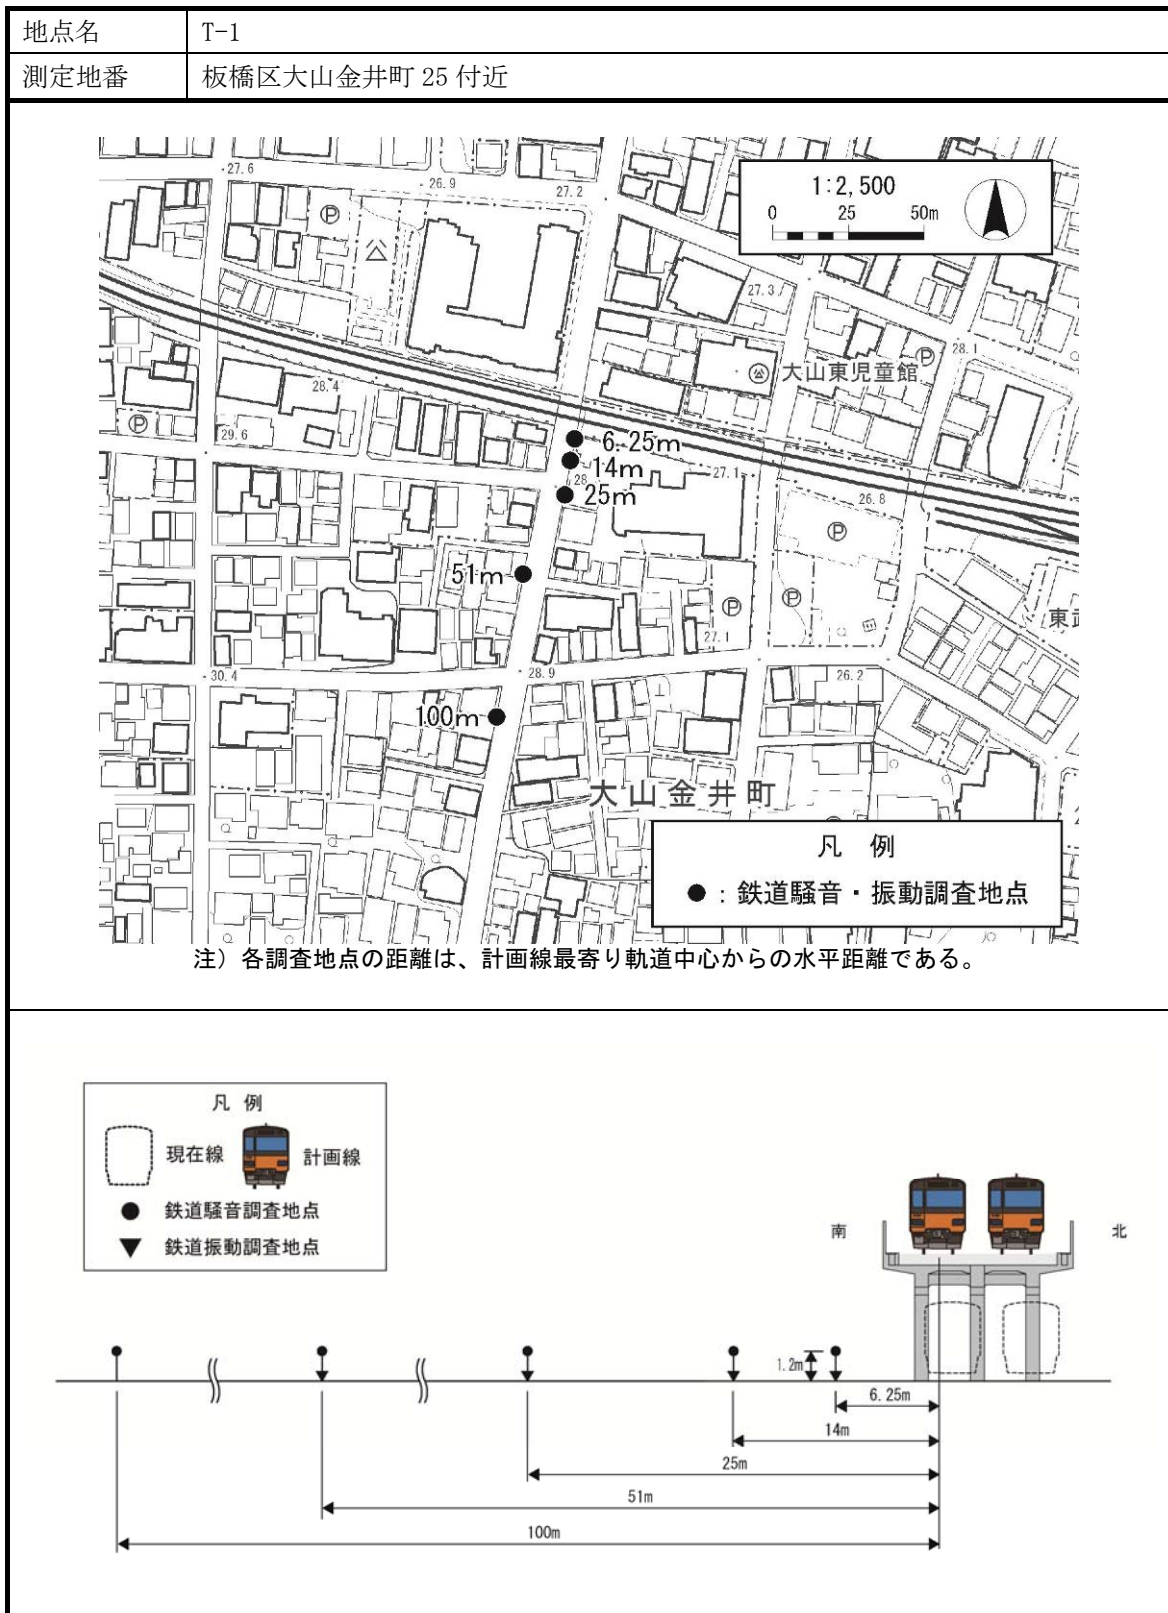 地点名 T-1
測定地番 板橋区大山金井町 25 付近
1:2,500
0 25 50m
27.6
26.9
27.2
27.3
28.1
大山東児童館
28.4
29.6
6.25m
14m
28
25m
27.1
26.8
51m
27.1
東武
30.4
28.9
26.2
100m
大山金井町
凡 例
●：鉄道騒音・振動調査地点
注）各調査地点の距離は、計画線最寄り軌道中心からの水平距離である。
凡 例
現在線 計画線
鉄道騒音調査地点
鉄道振動調査地点
南 北
1.2m
6.25m
14m
25m
51m
100m